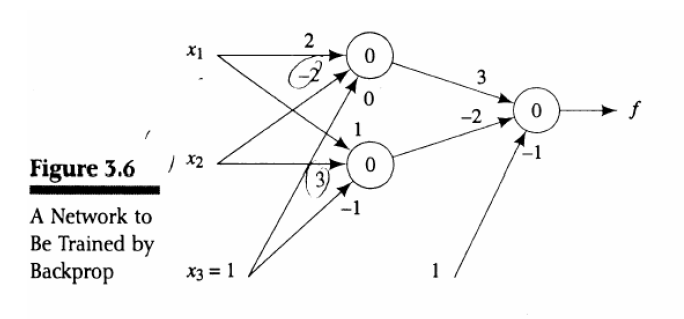 x1
2
0
-2
0
3
-2
0
f
1
x2
0
3
-1
-1
x3 = 1
1
Figure 3.6
A Network to
Be Trained by
Backprop